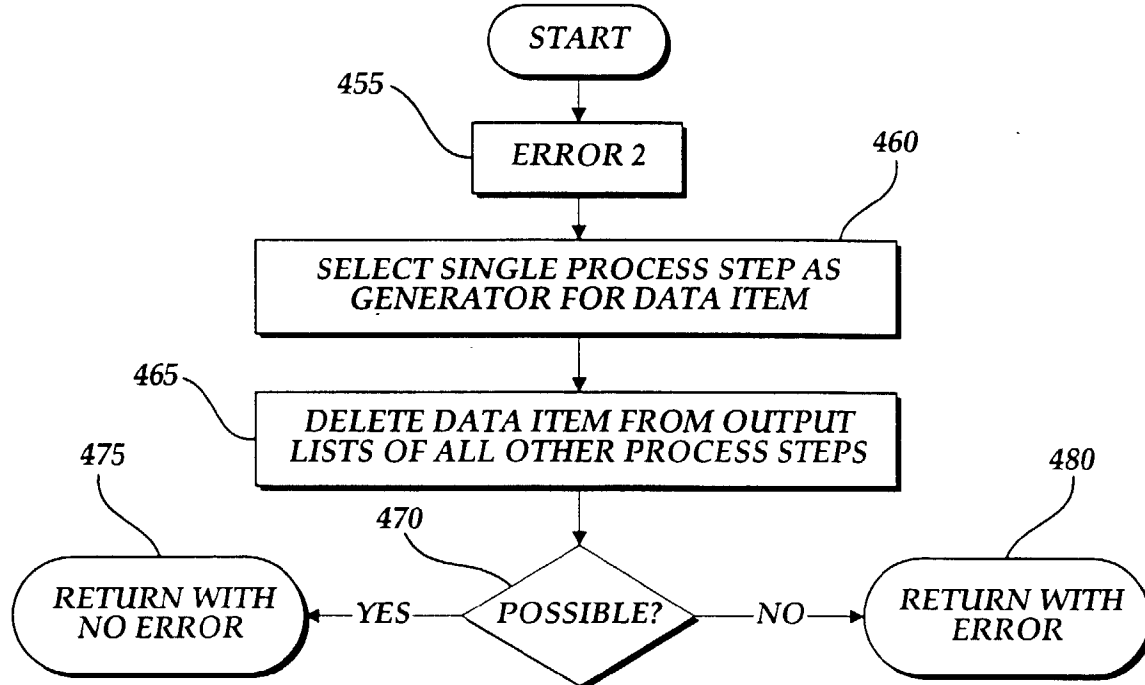 START
455
ERROR 2
460
SELECT SINGLE PROCESS STEP AS
GENERATOR FOR DATA ITEM
465
DELETE DATA ITEM FROM OUTPUT
LISTS OF ALL OTHER PROCESS STEPS
475
470
480
RETURN WITH
NO ERROR
YES
POSSIBLE?
NO
RETURN WITH
ERROR